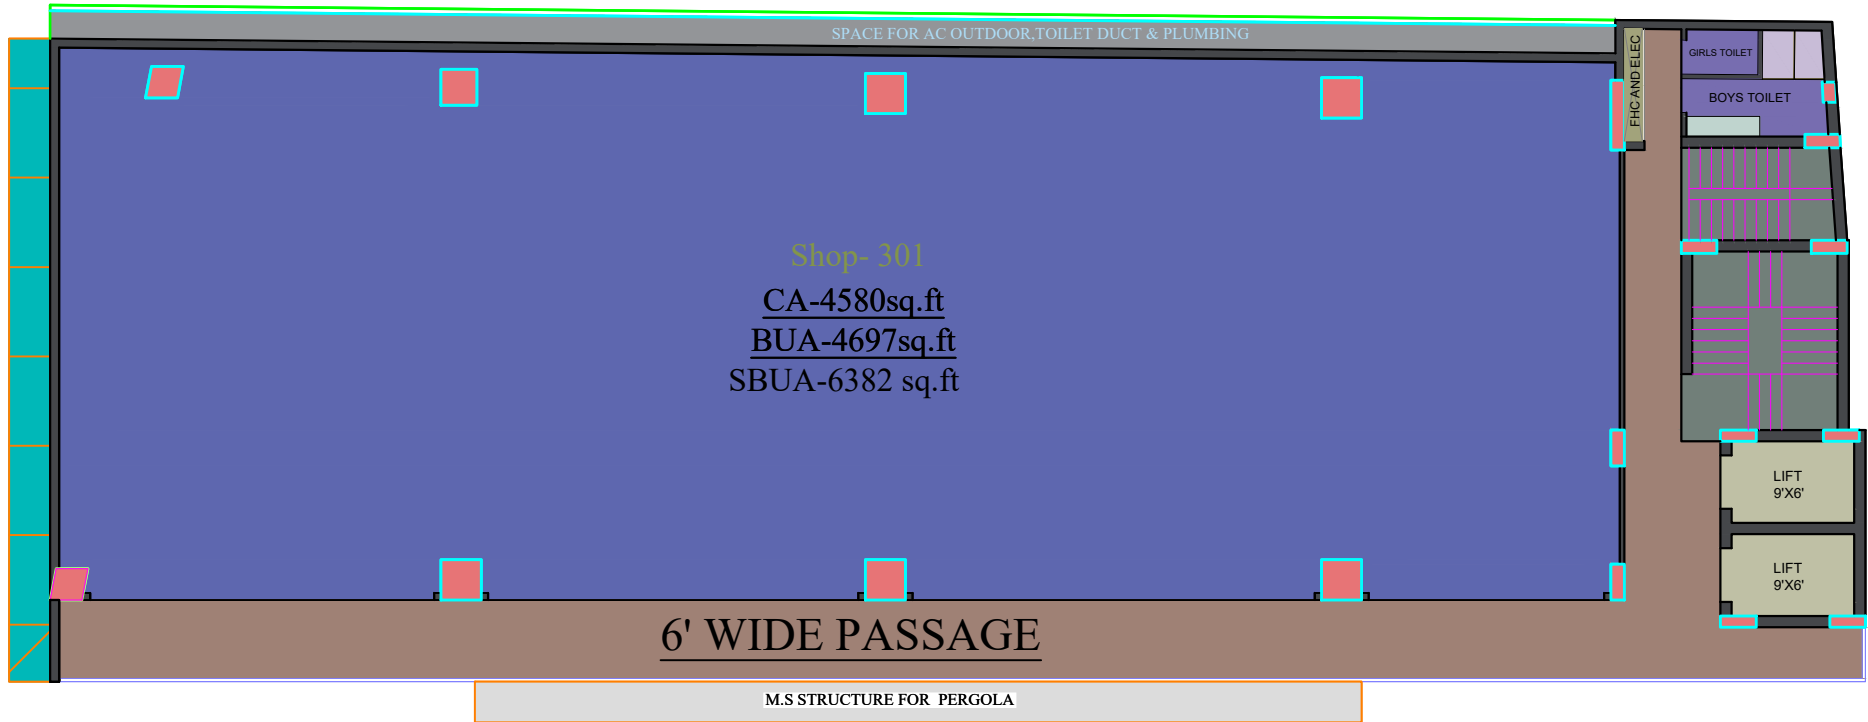 SPACE FOR AC OUTDOOR,TOILET DUCT & PLUMBING
FHC AND ELEC
GIRLS TOILET
BOYS TOILET
Shop- 301
CA-4580sq.ft
BUA-4697sq.ft
SBUA-6382 sq.ft
LIFT
9'X6'
LIFT
9'X6'
6' WIDE PASSAGE
M.S STRUCTURE FOR PERGOLA